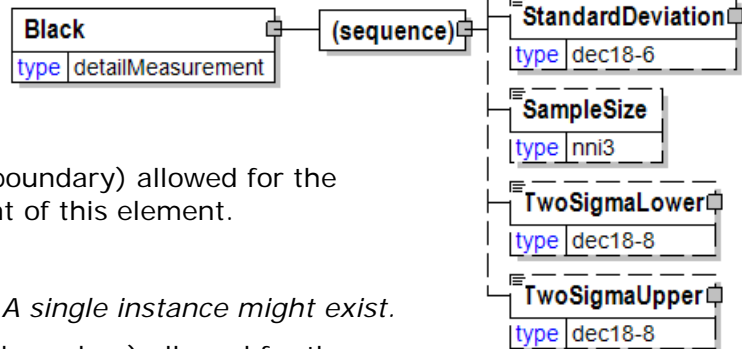 StandardDeviation
Black
(sequence)
type dec18-6
type detailMeasurement
SampleSize
type nni3
boundary) allowed for the
nt of this element.
TwoSigmaLower
type dec18-8
A single instance might exist.
TwoSigmaUpper
type dec18-8